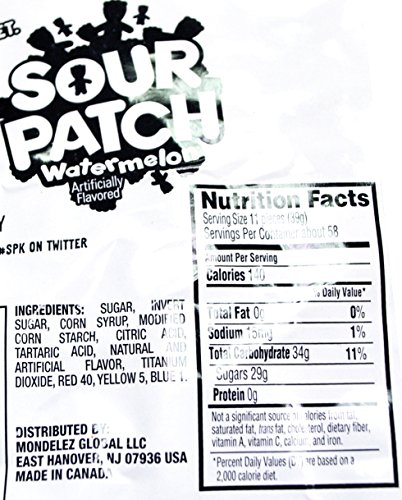 SOUR
PATCH
Watermelon
Artificially
Flavored
#SPK ON TWITTER
INGREDIENTS: SUGAR, INVERT
SUGAR, CORN SYRUP, MODIFIED
CORN STARCH, CITRIC ACID,
TARTARIC ACID, NATURAL AND
ARTIFICIAL FLAVOR, TITANIUM
DIOXIDE, RED 40, YELLOW 5, BLUE 1.
DISTRIBUTED BY:
MONDELEZ GLOBAL LLC
EAST HANOVER, NJ 07936 USA
MADE IN CANADA
Nutrition Facts
Serving Size 11 pieces (39g)
Servings Per Container about 58
Amount Per Serving
Calories 140
% Daily Value*
Total Fat 0g 0%
Sodium 15mg 1%
Total Carbohydrate 34g 11%
Sugars 29g
Protein 0g
Not a significant source of calories from fat,
saturated fat, trans fat, cholesterol, dietary fiber,
vitamin A, vitamin C, calcium and iron.
*Percent Daily Values (DV) are based on a
2,000 calorie diet.